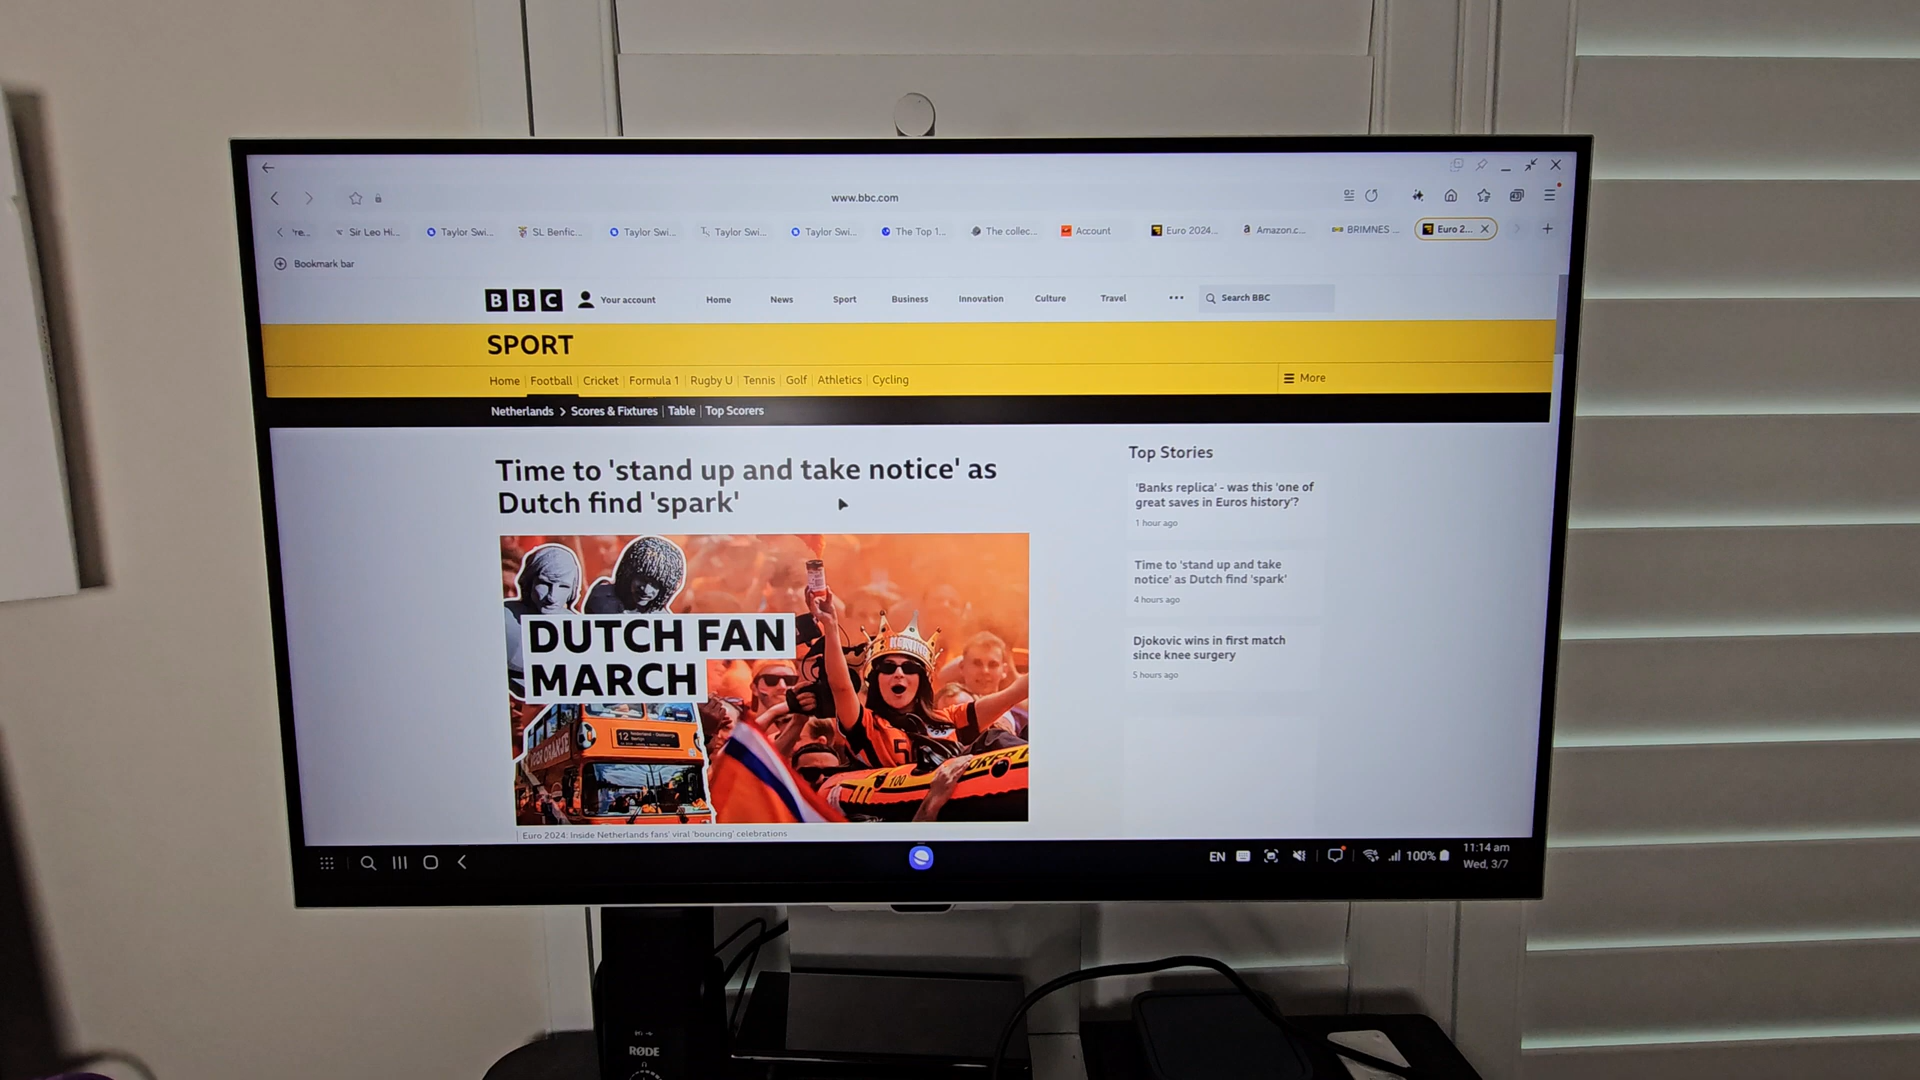 www.bbc.com
're...
Sir Leo Hi...
Taylor Swi...
SL Benfic...
Taylor Swi...
Taylor Swi...
Taylor Swi...
The Top 1...
The collec...
Account
Euro 2024...
Amazon.c...
BRIMNES ...
Euro 2...
Bookmark bar
BBC
Your account
Home
News
Sport
Business
Innovation
Culture
Travel
Search BBC
SPORT
Home
Football
Cricket
Formula 1
Rugby U
Tennis
Golf
Athletics
Cycling
More
Netherlands
Scores & Fixtures
Table
Top Scorers
Time to 'stand up and take notice' as
Dutch find 'spark'
DUTCH FAN
MARCH
12
100
Euro 2024: Inside Netherlands fans' viral 'bouncing' celebrations
Top Stories
'Banks replica' - was this 'one of
great saves in Euros history'?
1 hour ago
Time to 'stand up and take
notice' as Dutch find 'spark'
4 hours ago
Djokovic wins in first match
since knee surgery
5 hours ago
EN
100%
11:14 am
Wed, 3/7
RØDE